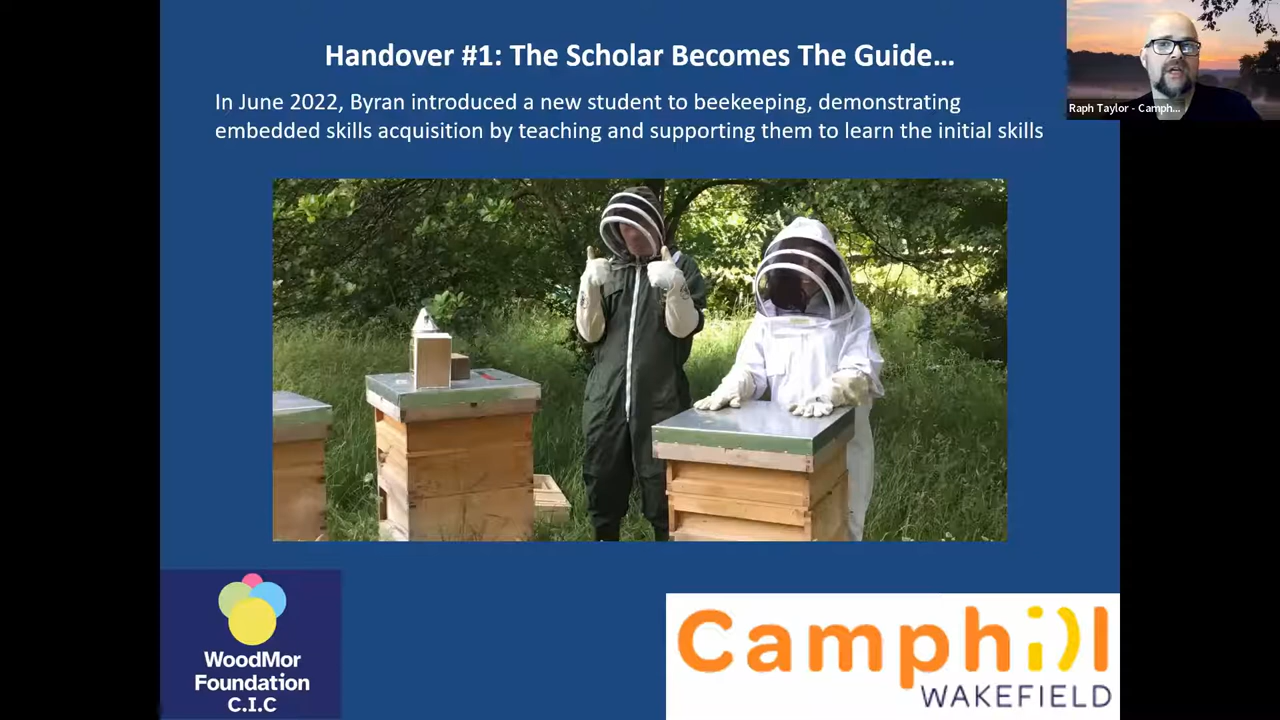 Handover #1: The Scholar Becomes The Guide…
In June 2022, Byran introduced a new student to beekeeping, demonstrating
embedded skills acquisition by teaching and supporting them to learn the initial skills
Raph Taylor - Camph...
WoodMor
Foundation
C.I.C
Camphill
WAKEFIELD